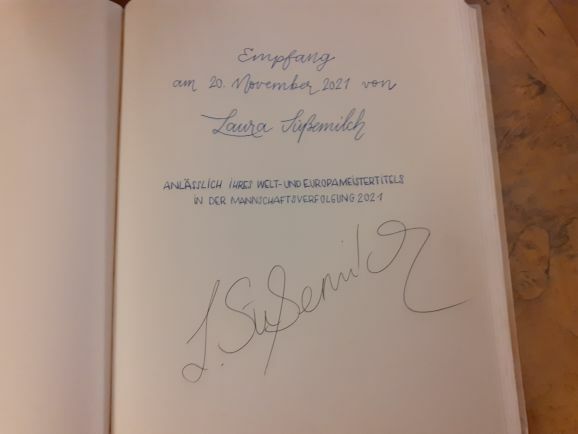 Empfang
am 20. November 2021 von
Laura Süßemilch
ANLÄSSLICH IHRES WELT- UND EUROPAMEISTERTITELS
IN DER MANNSCHAFTSVERFOLGUNG 2021
L. Süßemilch